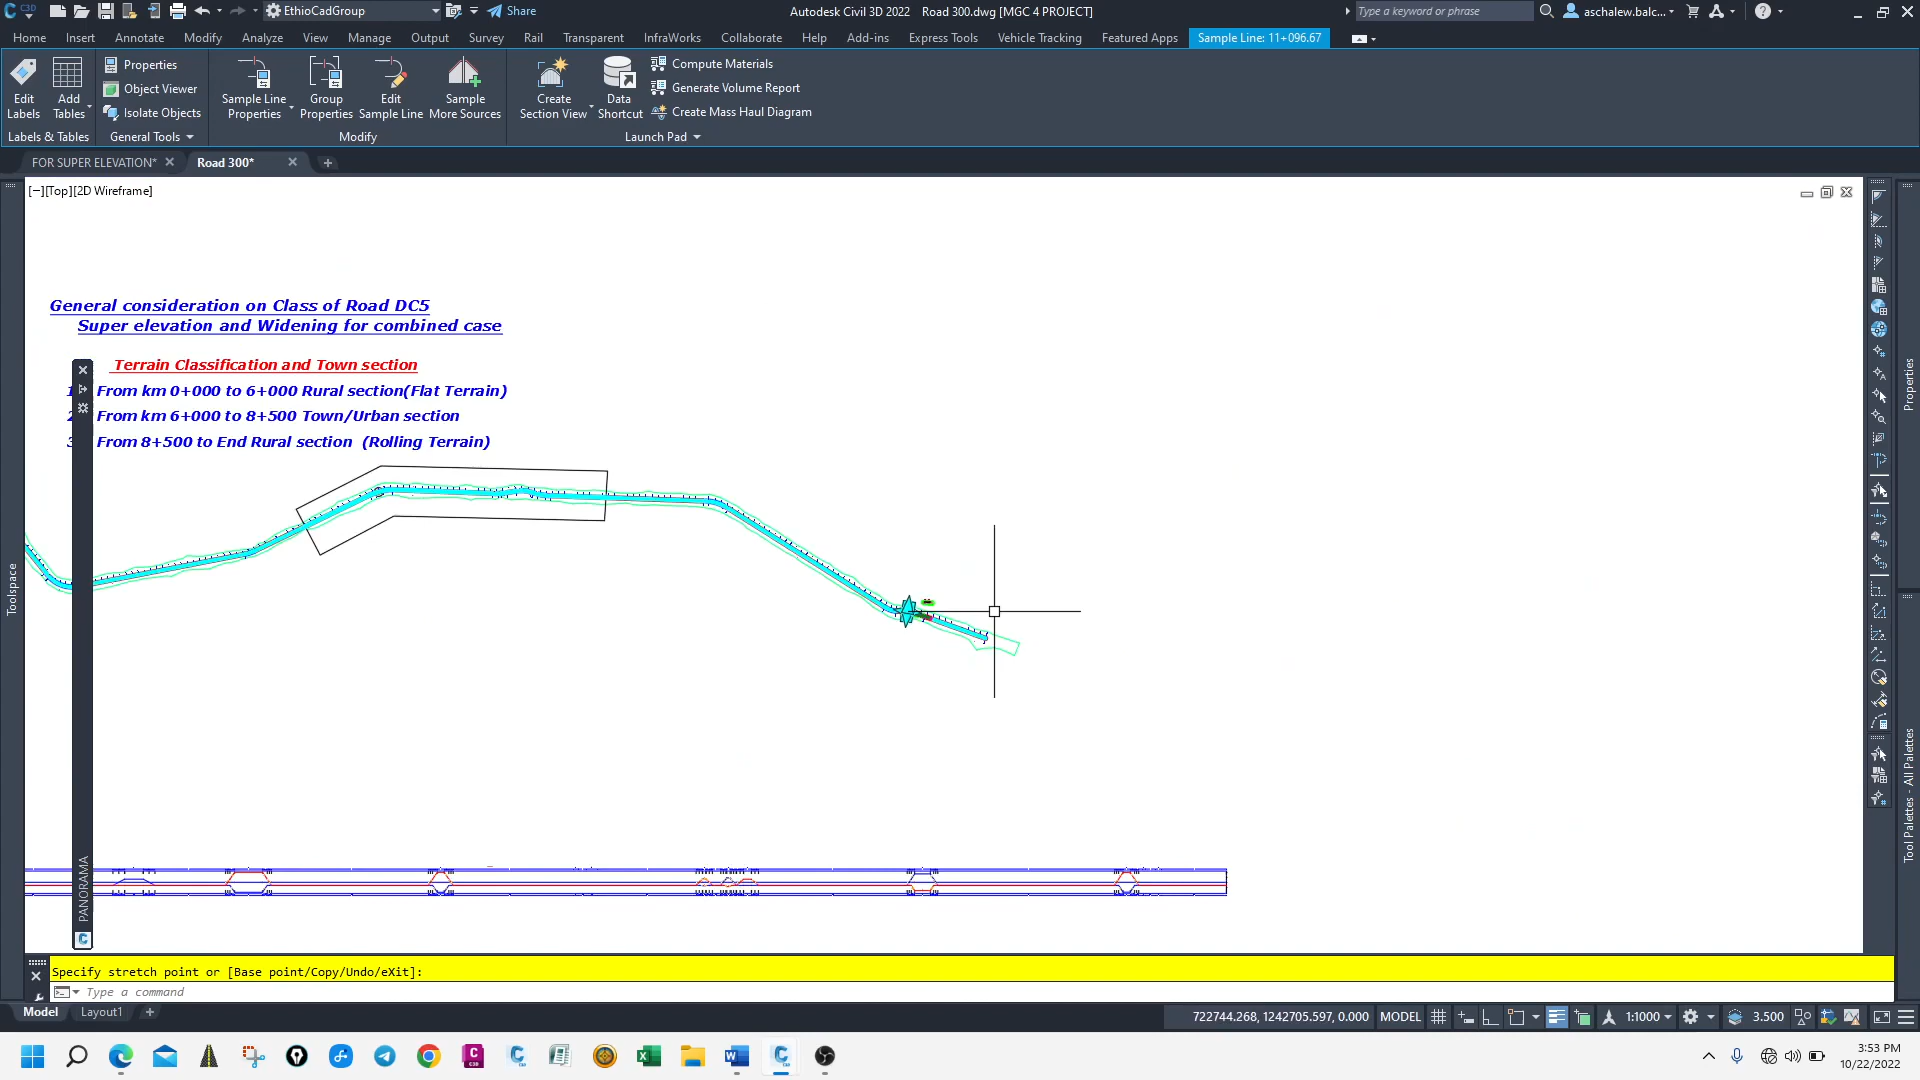 C3D
EthioCadGroup
Share
Autodesk Civil 3D 2022 Road 300.dwg [MGC 4 PROJECT]
Type a keyword or phrase
aschalew.balc...
Home Insert Annotate Modify Analyze View Manage Output Survey Rail Transparent InfraWorks Collaborate Help Add-ins Express Tools Vehicle Tracking Featured Apps Sample Line: 11+096.67
Edit Labels
Add Tables
Properties
Object Viewer
Isolate Objects
Sample Line Properties
Group Properties
Edit Sample Line
Sample More Sources
Create Section View
Data Shortcut
Compute Materials
Generate Volume Report
Create Mass Haul Diagram
Labels & Tables
General Tools
Modify
Launch Pad
FOR SUPER ELEVATION*
Road 300*
[−][Top][2D Wireframe]
General consideration on Class of Road DC5
Super elevation and Widening for combined case
Terrain Classification and Town section
1 From km 0+000 to 6+000 Rural section(Flat Terrain)
2 From km 6+000 to 8+500 Town/Urban section
3 From 8+500 to End Rural section (Rolling Terrain)
Toolspace
PANORAMA
Properties
Tool Palettes - All Palettes
Specify stretch point or [Base point/Copy/Undo/eXit]:
Type a command
Model
Layout1
722744.268, 1242705.597, 0.000
MODEL
1:1000
3.500
3:53 PM
10/22/2022